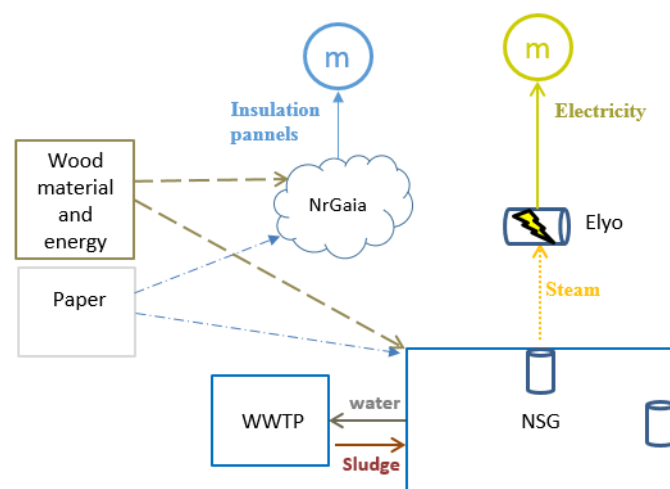 m
m
Insulation
pannels
Electricity
Wood
material
and
energy
NrGaia
Elyo
Paper
Steam
water
WWTP
NSG
Sludge